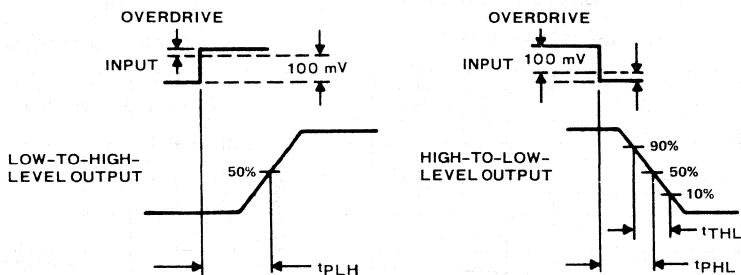 OVERDRIVE
INPUT
100 mV
LOW-TO-HIGH-
LEVEL OUTPUT
50%
tPLH
OVERDRIVE
INPUT
100 mV
HIGH-TO-LOW-
LEVEL OUTPUT
90%
50%
10%
tTHL
tPHL